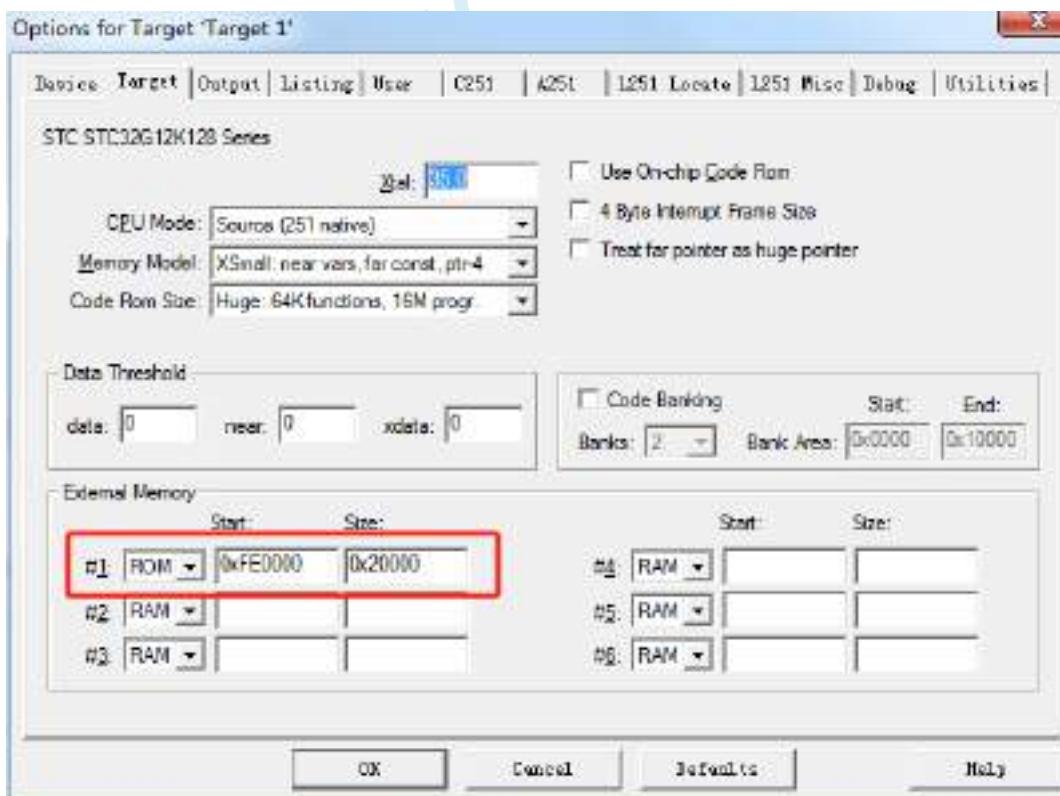 Options for Target 'Target 1'
Device Target Output Listing User C251 A251 L251 Locate L251 Misc Debug Utilities
STC STC32G12K128 Series
Xtal: 35.0
Use On-chip Code Rom
CPU Mode: Source (251 native)
4 Byte Interrupt Frame Size
Memory Model: XSmall: near vars, far const, ptr-4
Treat far pointer as huge pointer
Code Rom Size: Huge: 64K functions, 16M progr.
Data Threshold
data: 0 near: 0 xdata: 0
Code Banking Start: End:
Banks: 2 Bank Area: 0x0000 0x10000
External Memory
Start: Size: Start: Size:
#1: ROM 0xFE0000 0x20000 #4: RAM
#2: RAM #5: RAM
#3: RAM #6: RAM
OK Cancel Defaults Help